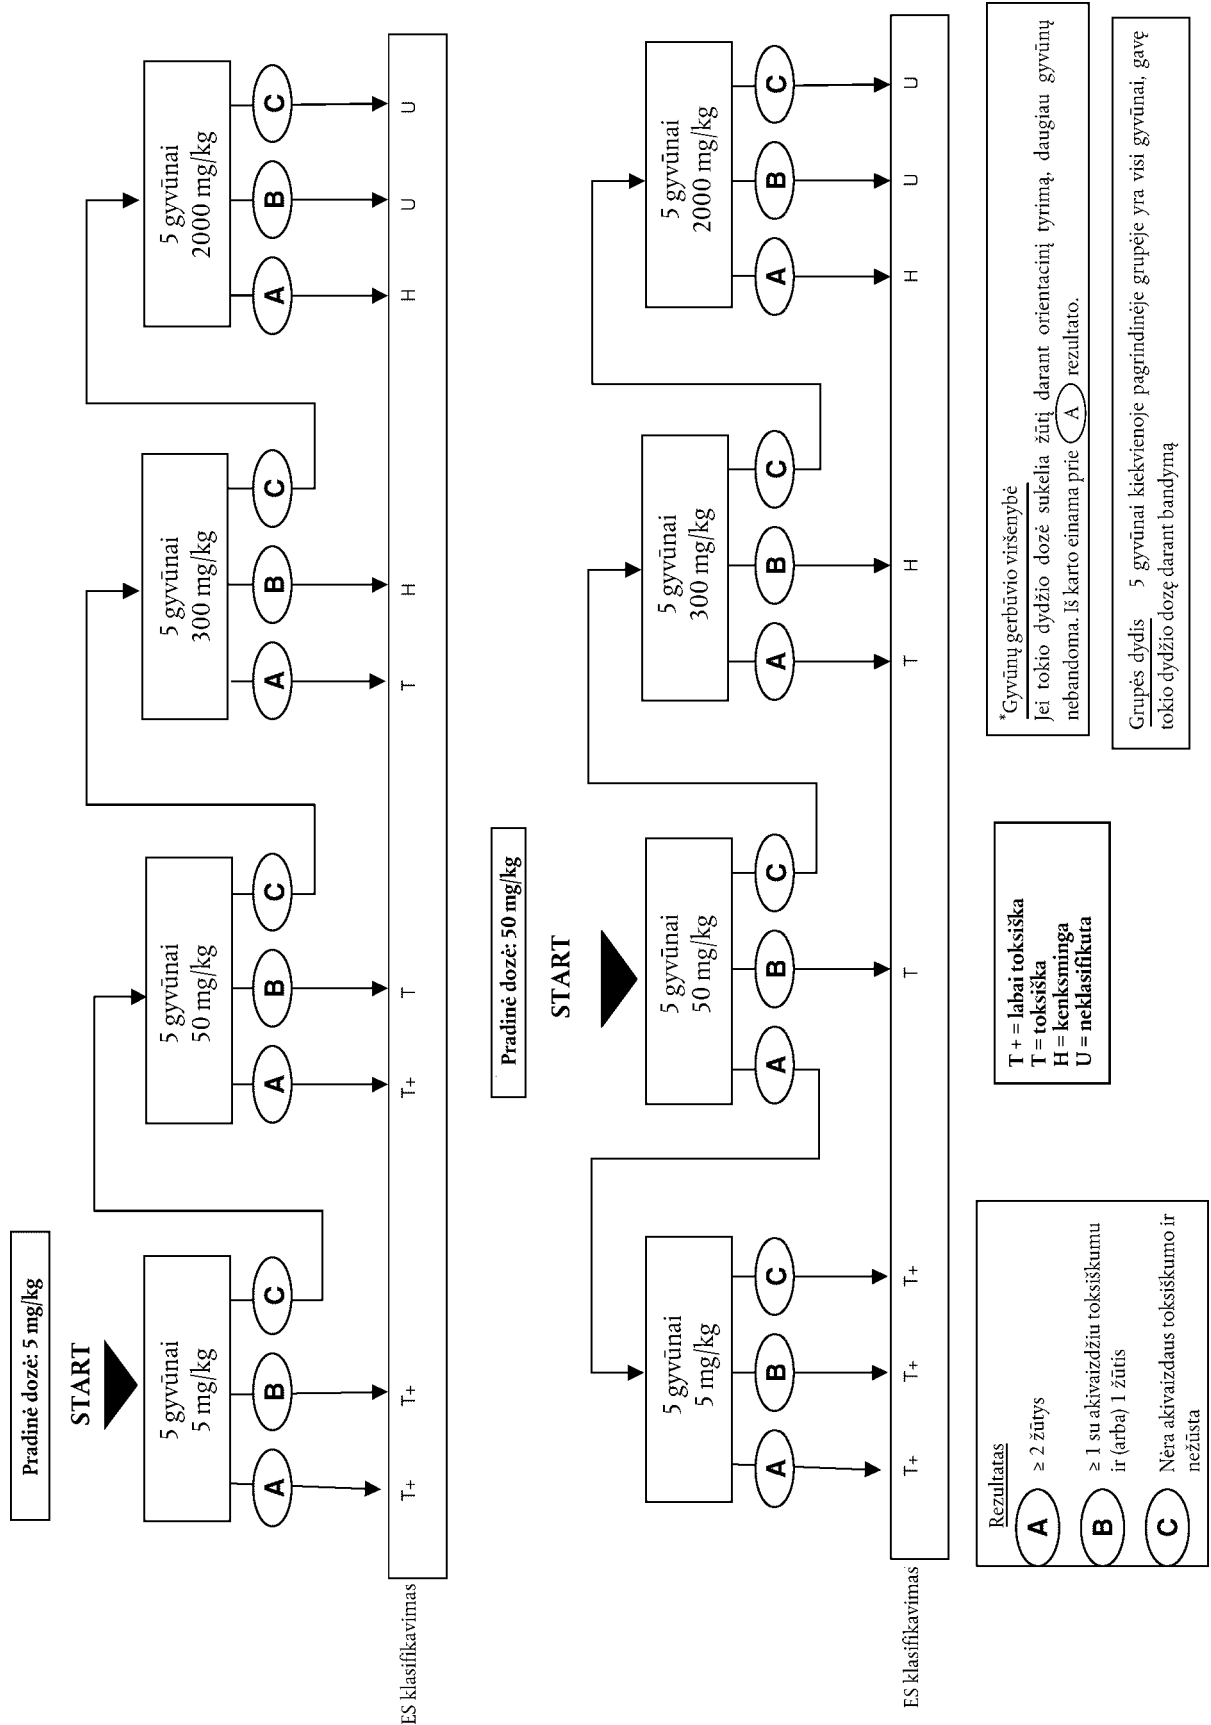 Pradinė dozė: 5 mg/kg
START
5 gyvūnai
5 mg/kg
A
B
C
5 gyvūnai
50 mg/kg
A
B
C
5 gyvūnai
300 mg/kg
A
B
C
5 gyvūnai
2000 mg/kg
A
B
C
ES klasifikavimas
T+
T+
T+
T
T
H
H
U
U
Pradinė dozė: 50 mg/kg
START
5 gyvūnai
5 mg/kg
A
B
C
5 gyvūnai
50 mg/kg
A
B
C
5 gyvūnai
300 mg/kg
A
B
C
5 gyvūnai
2000 mg/kg
A
B
C
ES klasifikavimas
T+
T+
T+
T
T
H
H
U
U
Rezultatas
A ≥ 2 žūtys
B ≥ 1 su akivaizdžiu toksiškumu
ir (arba) 1 žūtis
C Nėra akivaizdaus toksiškumo ir
nežūsta
T + = labai toksiška
T = toksiška
H = kenksminga
U = neklasifikuta
*Gyvūnų gerbūvio viršenybė
Jei tokio dydžio dozė sukelia žūtį darant orientacinį tyrimą, daugiau gyvūnų
nebandoma. Iš karto einama prie A rezultato.
Grupės dydis 5 gyvūnai kiekvienoje pagrindinėje grupėje yra visi gyvūnai, gavę
tokio dydžio dozę darant bandymą